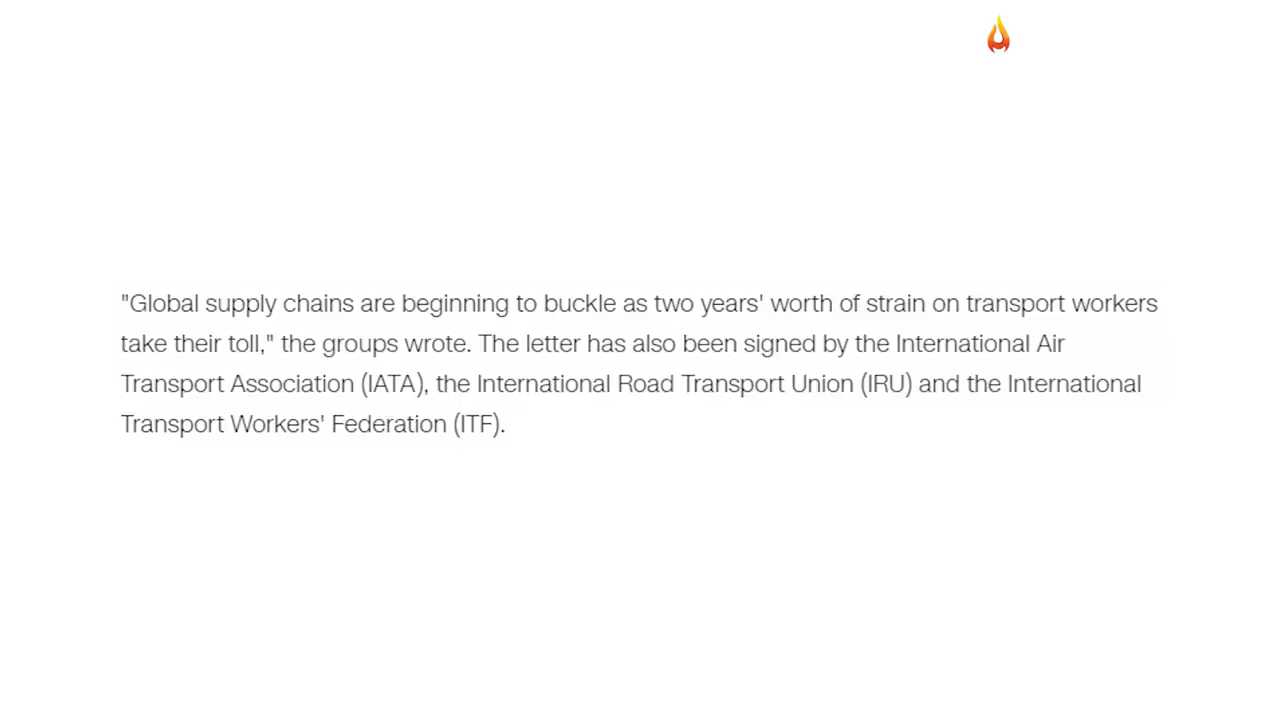 "Global supply chains are beginning to buckle as two years' worth of strain on transport workers
take their toll," the groups wrote. The letter has also been signed by the International Air
Transport Association (IATA), the International Road Transport Union (IRU) and the International
Transport Workers' Federation (ITF).